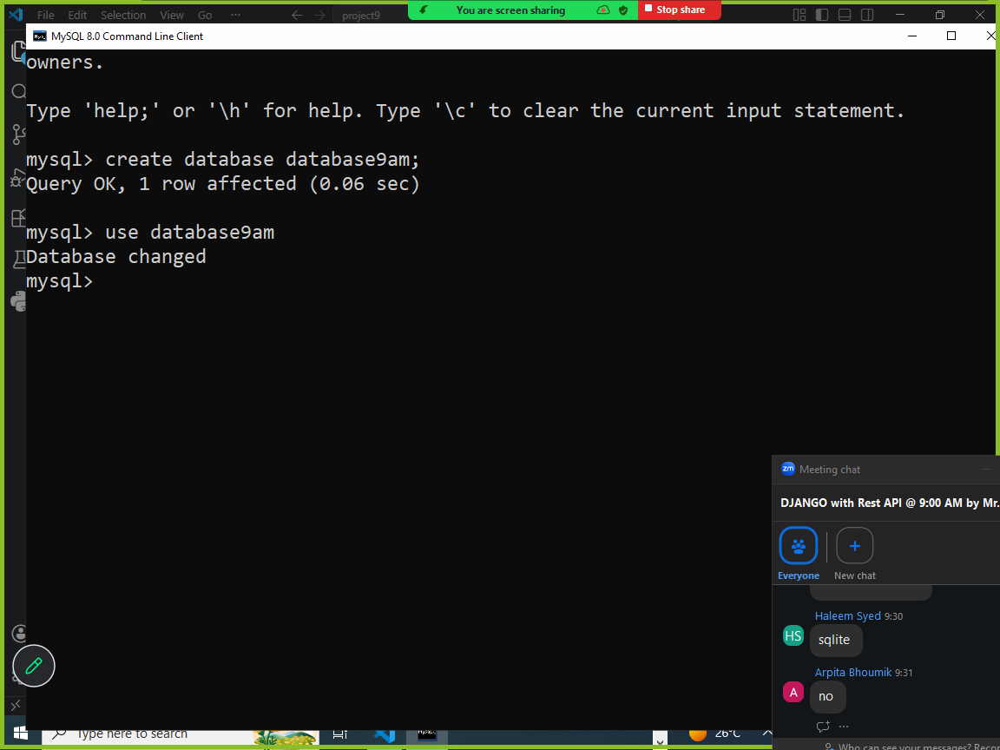 File Edit Selection View Go ··· project9
You are screen sharing Stop share
MySQL 8.0 Command Line Client
owners.
Type 'help;' or '\h' for help. Type '\c' to clear the current input statement.
mysql> create database database9am;
Query OK, 1 row affected (0.06 sec)
mysql> use database9am
Database changed
mysql>
zm Meeting chat
DJANGO with Rest API @ 9:00 AM by Mr.
Everyone New chat
Haleem Syed 9:30
HS sqlite
Arpita Bhoumik 9:31
A no
Who can see your messages? Recor
Type here to search
26°C